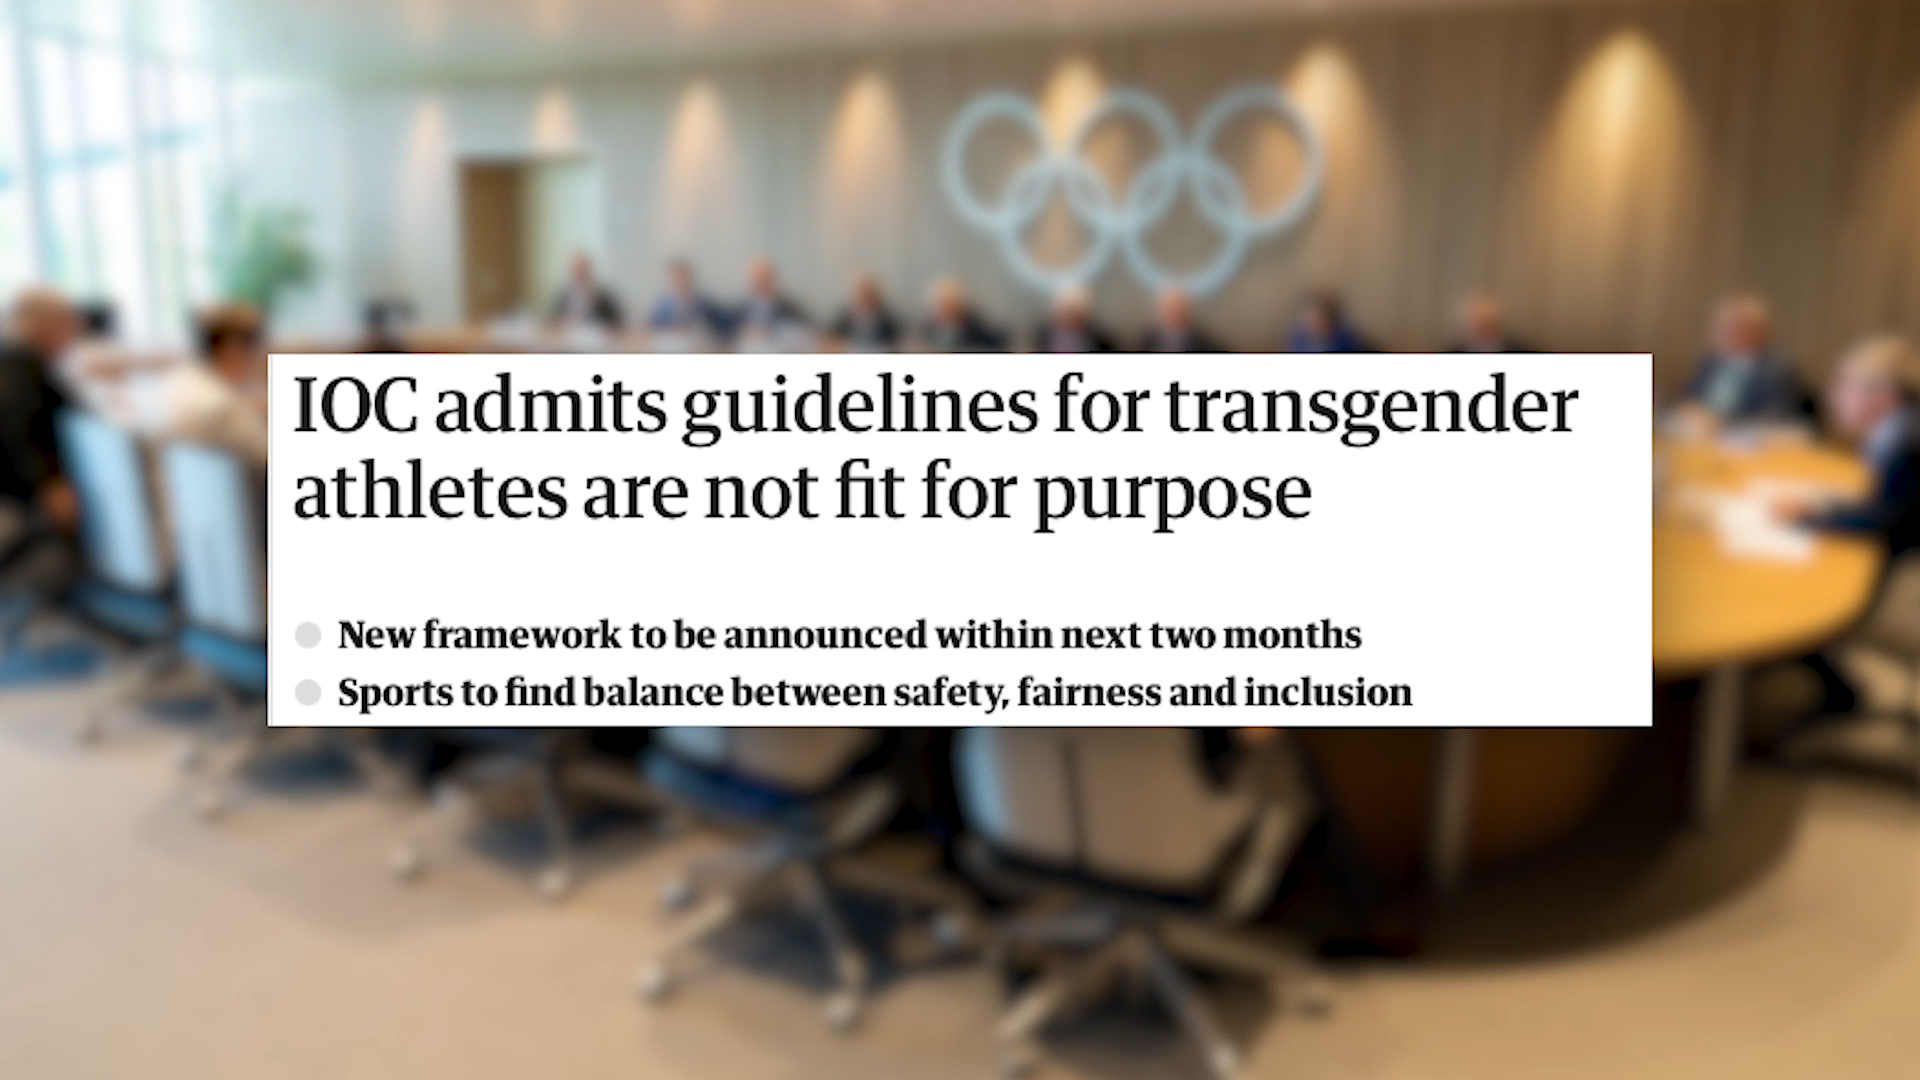 IOC admits guidelines for transgender
athletes are not fit for purpose
New framework to be announced within next two months
Sports to find balance between safety, fairness and inclusion